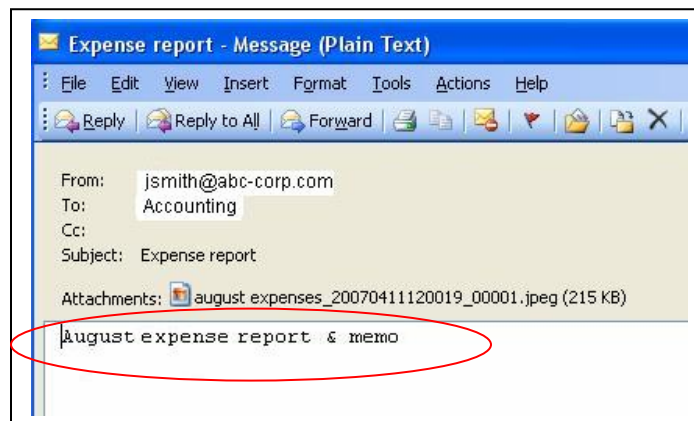 Expense report - Message (Plain Text)
File Edit View Insert Format Tools Actions Help
Reply Reply to All Forward
From: jsmith@abc-corp.com
To: Accounting
Cc:
Subject: Expense report
Attachments: august expenses_20070411120019_00001.jpeg (215 KB)
August expense report & memo